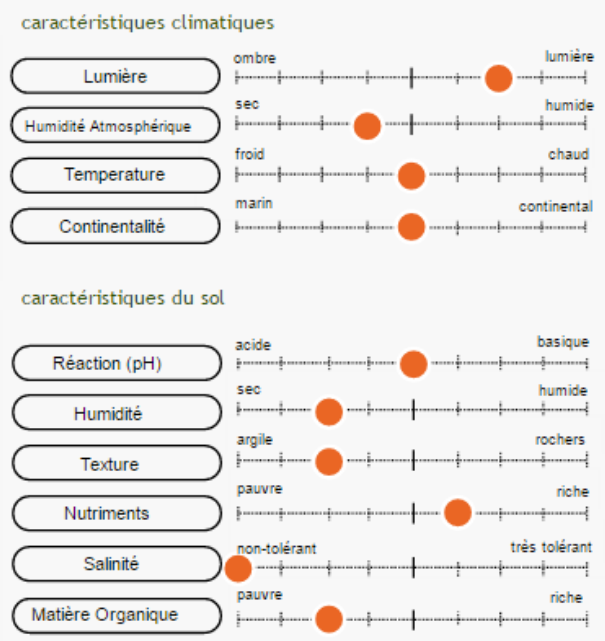 caractéristiques climatiques
ombre lumière
Lumière
sec humide
Humidité Atmosphérique
froid chaud
Temperature
marin continental
Continentalité
caractéristiques du sol
acide basique
Réaction (pH)
sec humide
Humidité
argile rochers
Texture
pauvre riche
Nutriments
non-tolérant très tolérant
Salinité
pauvre riche
Matière Organique